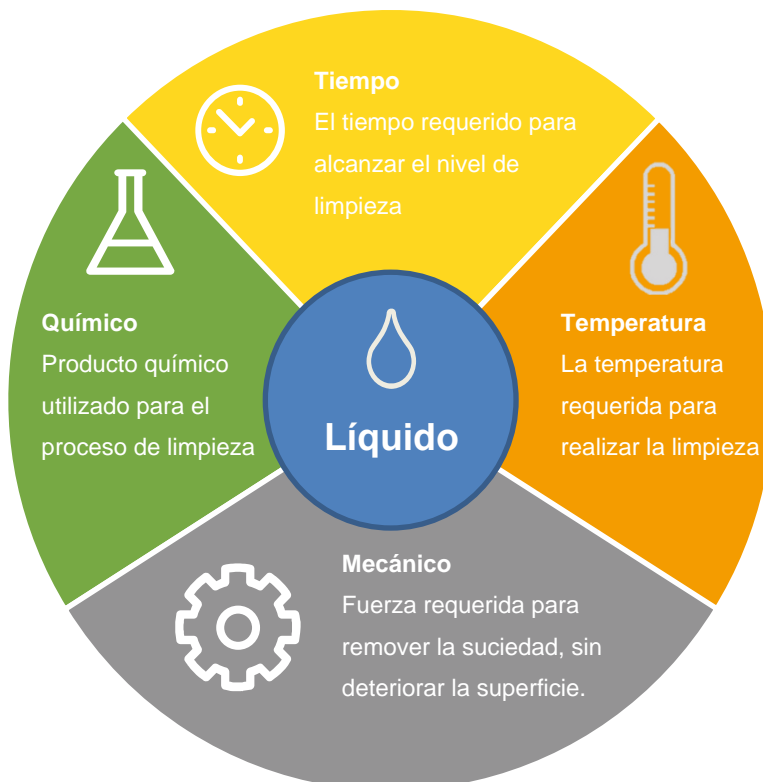 Tiempo
El tiempo requerido para
alcanzar el nivel de
limpieza
Químico
Producto químico
utilizado para el
proceso de limpieza
Líquido
Temperatura
La temperatura
requerida para
realizar la limpieza
Mecánico
Fuerza requerida para
remover la suciedad, sin
deteriorar la superficie.